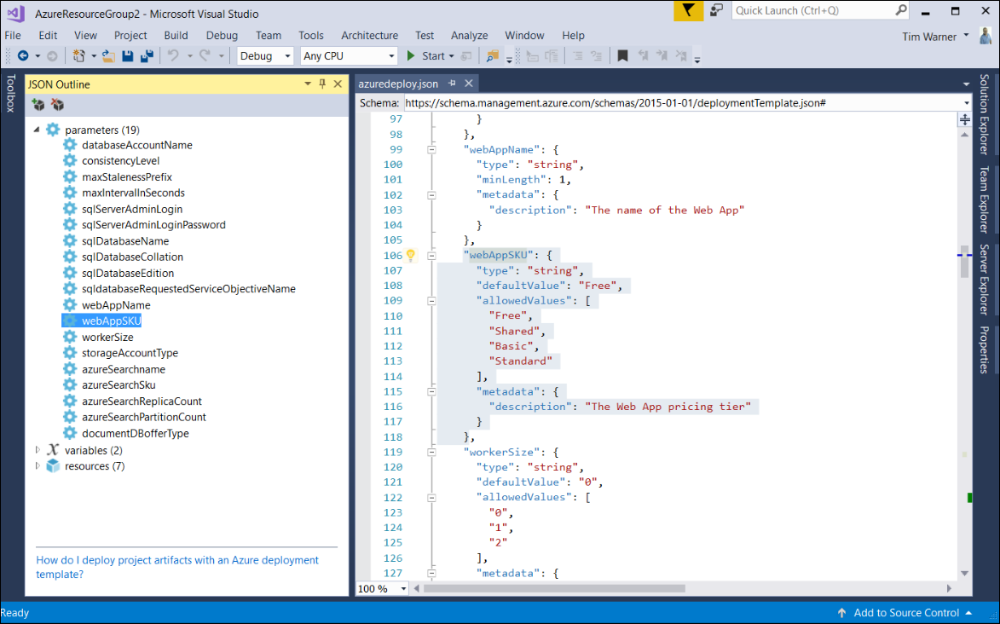 AzureResourceGroup2 - Microsoft Visual Studio
Quick Launch (Ctrl+Q)
File Edit View Project Build Debug Team Tools Architecture Test Analyze Window Help
Tim Warner
Debug Any CPU Start
Toolbox
JSON Outline
parameters (19)
databaseAccountName
consistencyLevel
maxStalenessPrefix
maxIntervalInSeconds
sqlServerAdminLogin
sqlServerAdminLoginPassword
sqlDatabaseName
sqlDatabaseCollation
sqlDatabaseEdition
sqldatabaseRequestedServiceObjectiveName
webAppName
webAppSKU
workerSize
storageAccountType
azureSearchname
azureSearchSku
azureSearchReplicaCount
azureSearchPartitionCount
documentDBofferType
variables (2)
resources (7)
How do I deploy project artifacts with an Azure deployment
template?
azuredeploy.json
Schema: https://schema.management.azure.com/schemas/2015-01-01/deploymentTemplate.json#
97 }
98 },
99 "webAppName": {
100 "type": "string",
101 "minLength": 1,
102 "metadata": {
103 "description": "The name of the Web App"
104 }
105 },
106 "webAppSKU": {
107 "type": "string",
108 "defaultValue": "Free",
109 "allowedValues": [
110 "Free",
111 "Shared",
112 "Basic",
113 "Standard"
114 ],
115 "metadata": {
116 "description": "The Web App pricing tier"
117 }
118 },
119 "workerSize": {
120 "type": "string",
121 "defaultValue": "0",
122 "allowedValues": [
123 "0",
124 "1",
125 "2"
126 ],
127 "metadata": {
100 %
Solution Explorer
Team Explorer
Server Explorer
Properties
Ready
Add to Source Control